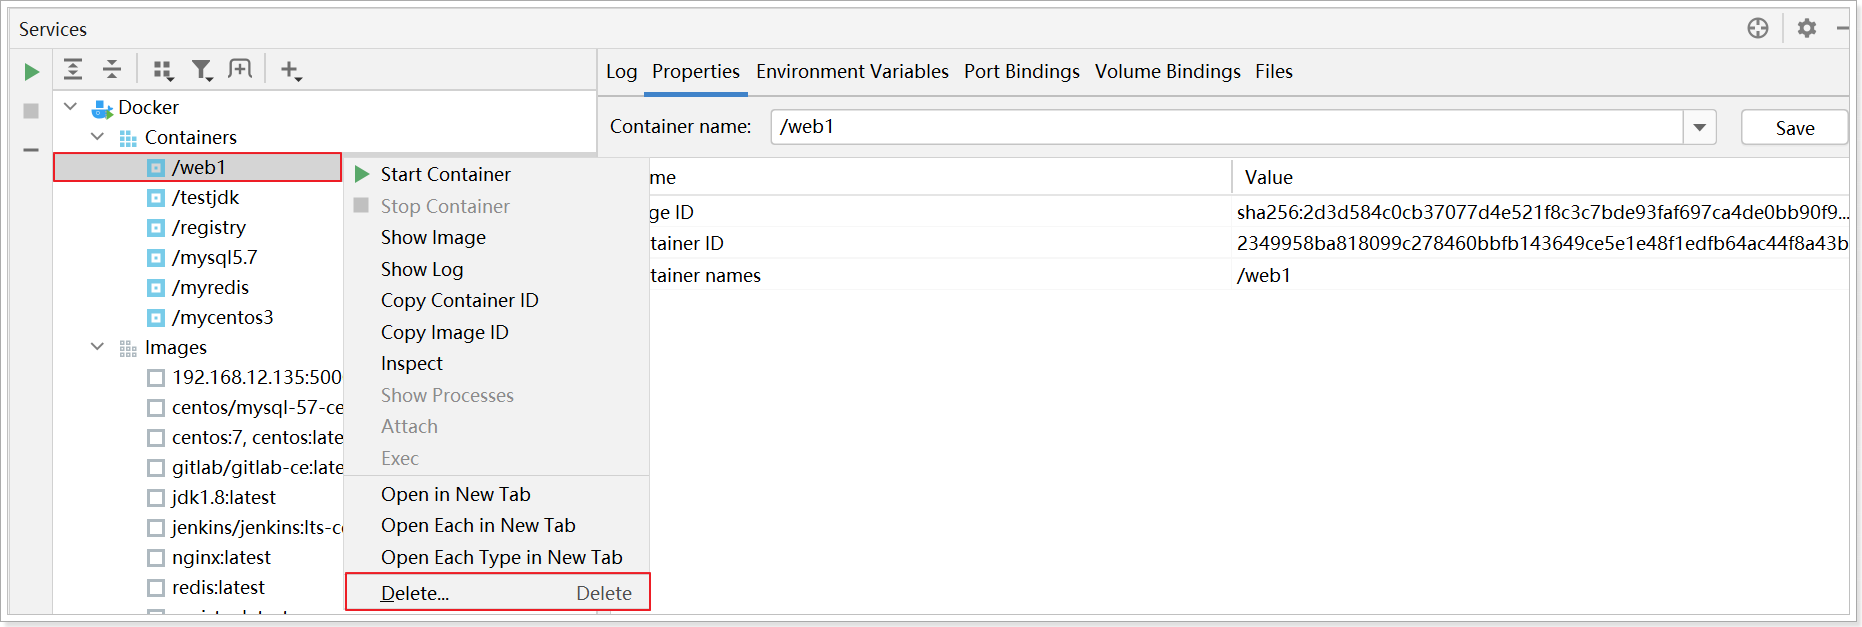 Services
Log Properties Environment Variables Port Bindings Volume Bindings Files
Docker
Containers
/web1
/testjdk
/registry
/mysql5.7
/myredis
/mycentos3
Images
192.168.12.135:500
centos/mysql-57-ce
centos:7, centos:late
gitlab/gitlab-ce:late
jdk1.8:latest
jenkins/jenkins:lts-c
nginx:latest
redis:latest
Start Container
Stop Container
Show Image
Show Log
Copy Container ID
Copy Image ID
Inspect
Show Processes
Attach
Exec
Open in New Tab
Open Each in New Tab
Open Each Type in New Tab
Delete... Delete
Container name: /web1 Save
me Value
ge ID sha256:2d3d584c0cb37077d4e521f8c3c7bde93faf697ca4de0bb90f9...
tainer ID 2349958ba818099c278460bbfb143649ce5e1e48f1edfb64ac44f8a43b
tainer names /web1